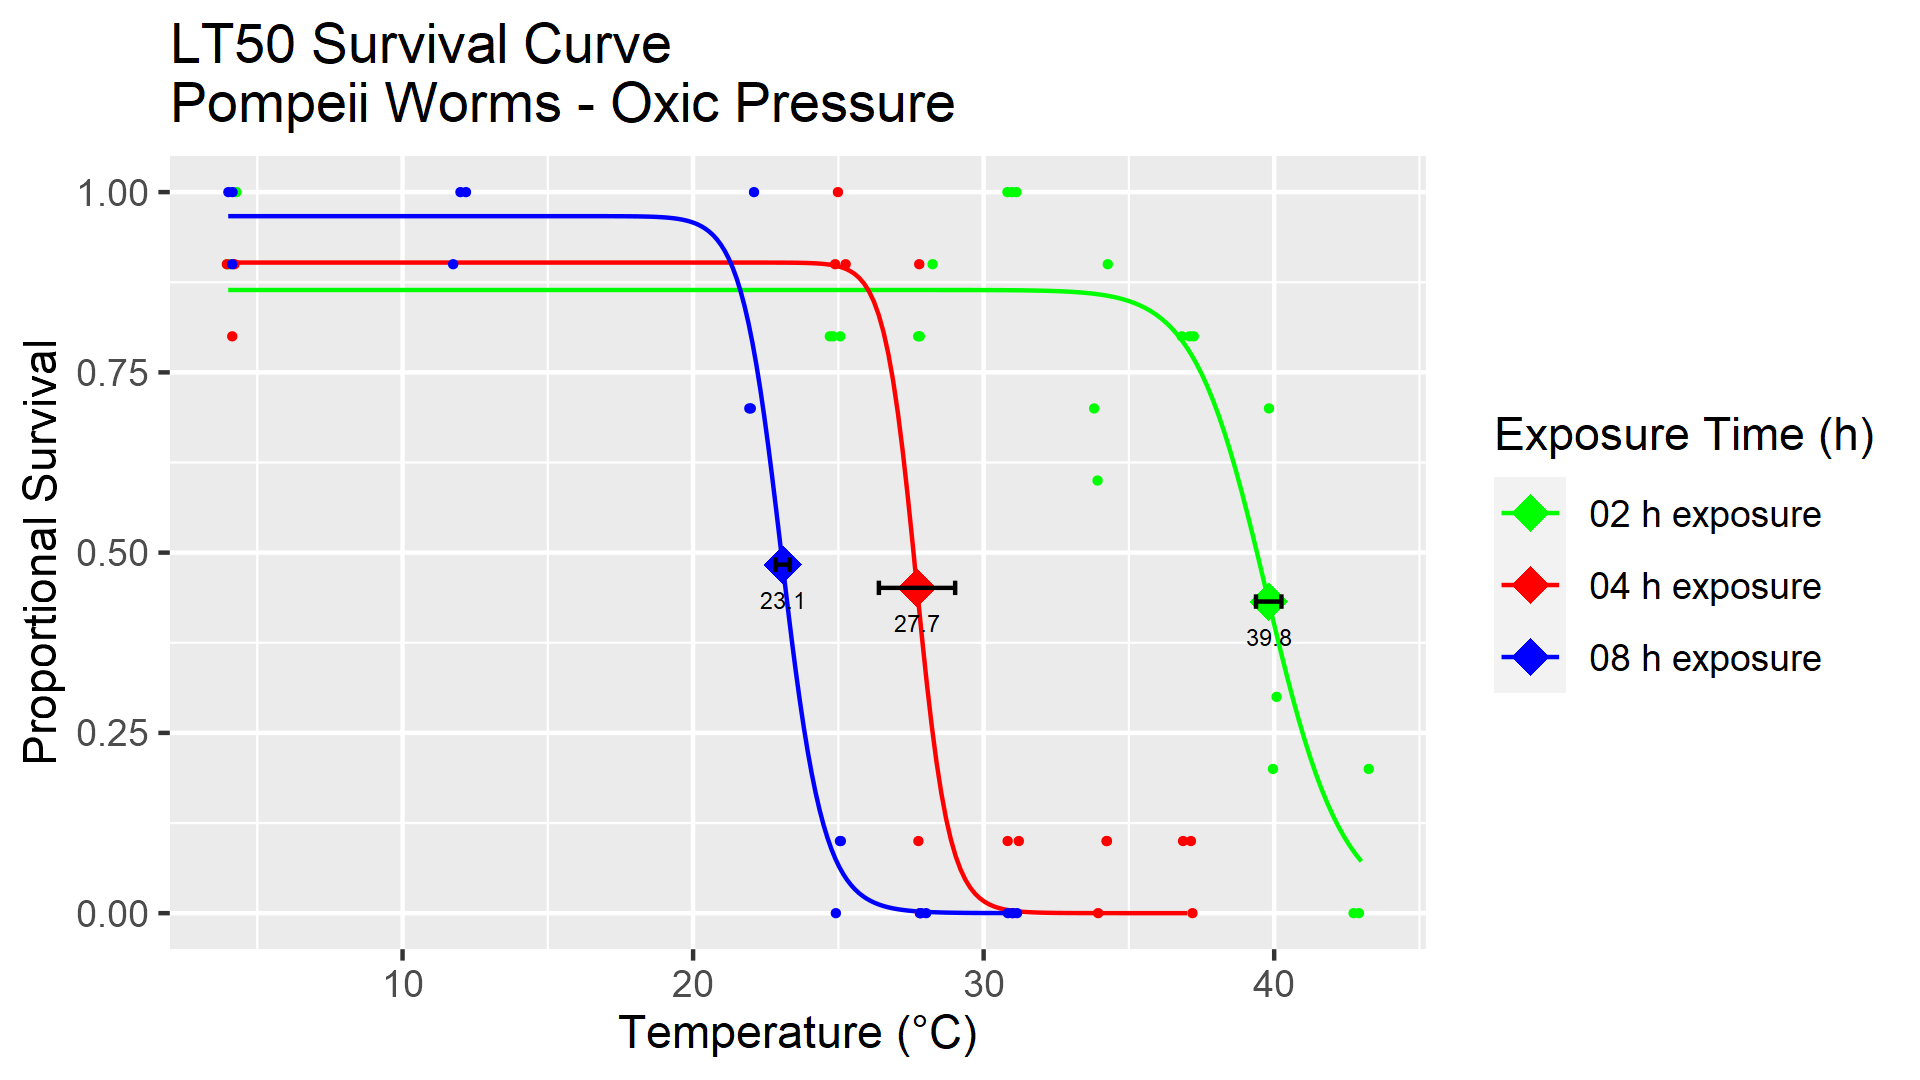 LT50 Survival Curve
Pompeii Worms - Oxic Pressure
Proportional Survival
1.00
0.75
0.50
0.25
0.00
23.1
27.7
39.8
10 20 30 40
Temperature (°C)
Exposure Time (h)
02 h exposure
04 h exposure
08 h exposure